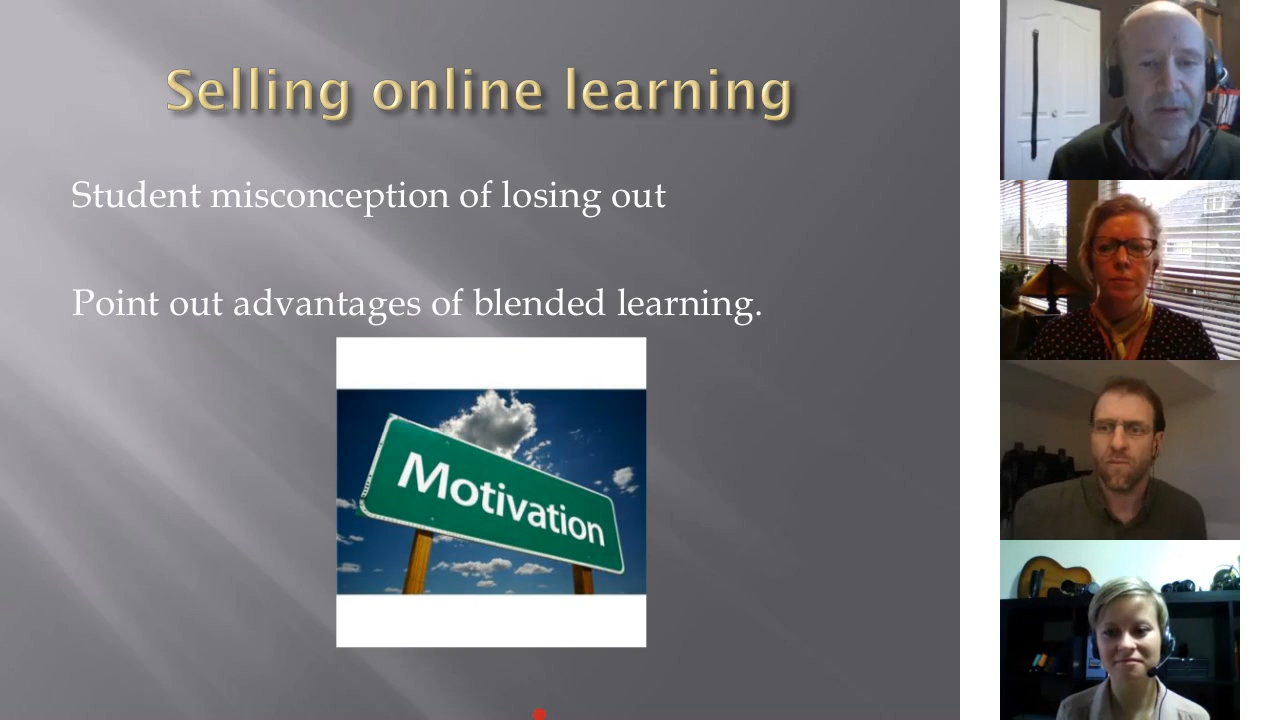 Selling online learning
Student misconception of losing out
Point out advantages of blended learning.
Motivation